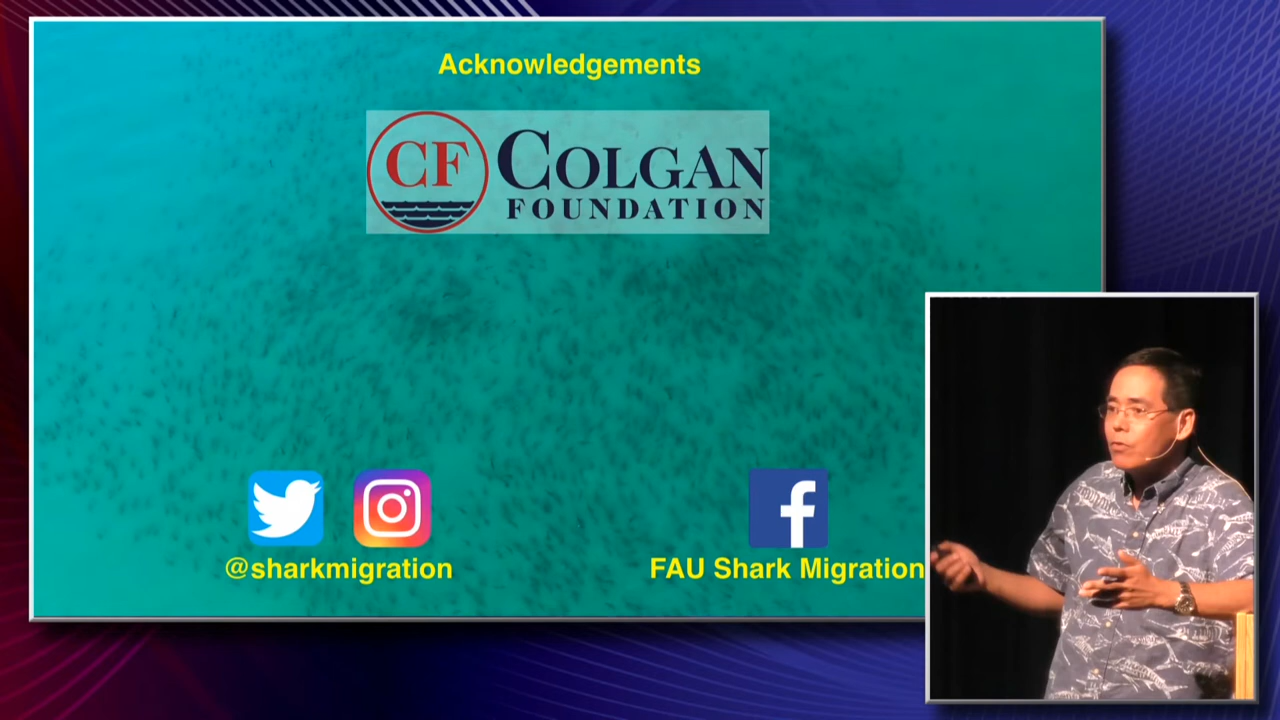 Acknowledgements
CF COLGAN
FOUNDATION
@sharkmigration
FAU Shark Migration